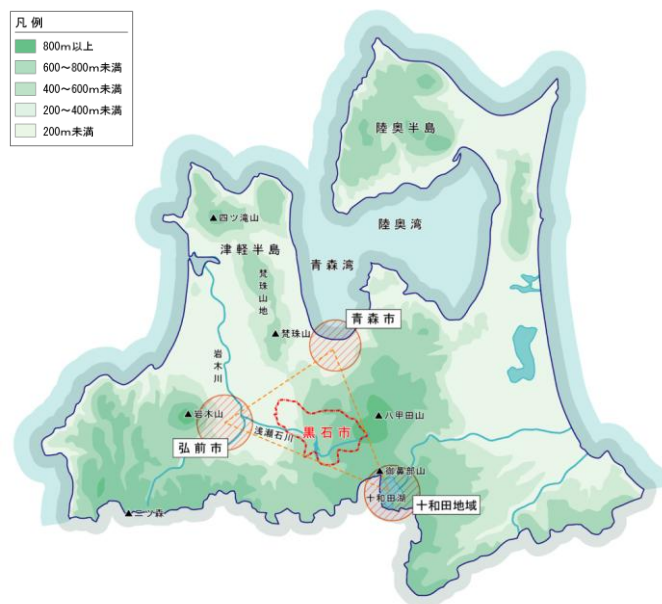 凡例
800m以上
600～800m未満
400～600m未満
200～400m未満
200m未満
陸奥半島
▲四ツ滝山
陸奥湾
津軽半島
青森湾
梵珠山地
青森市
▲梵珠山
岩木川
▲岩木山
▲八甲田山
黒石市
浅瀬石川
弘前市
▲御鼻部山
十和田湖
十和田地域
▲二ツ森